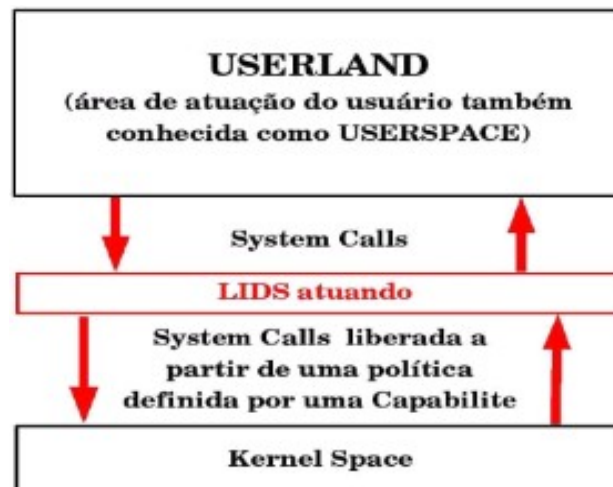 USERLAND
(área de atuação do usuário também
conhecida como USERSPACE)
System Calls
LIDS atuando
System Calls liberada a
partir de uma política
definida por uma Capabilite
Kernel Space